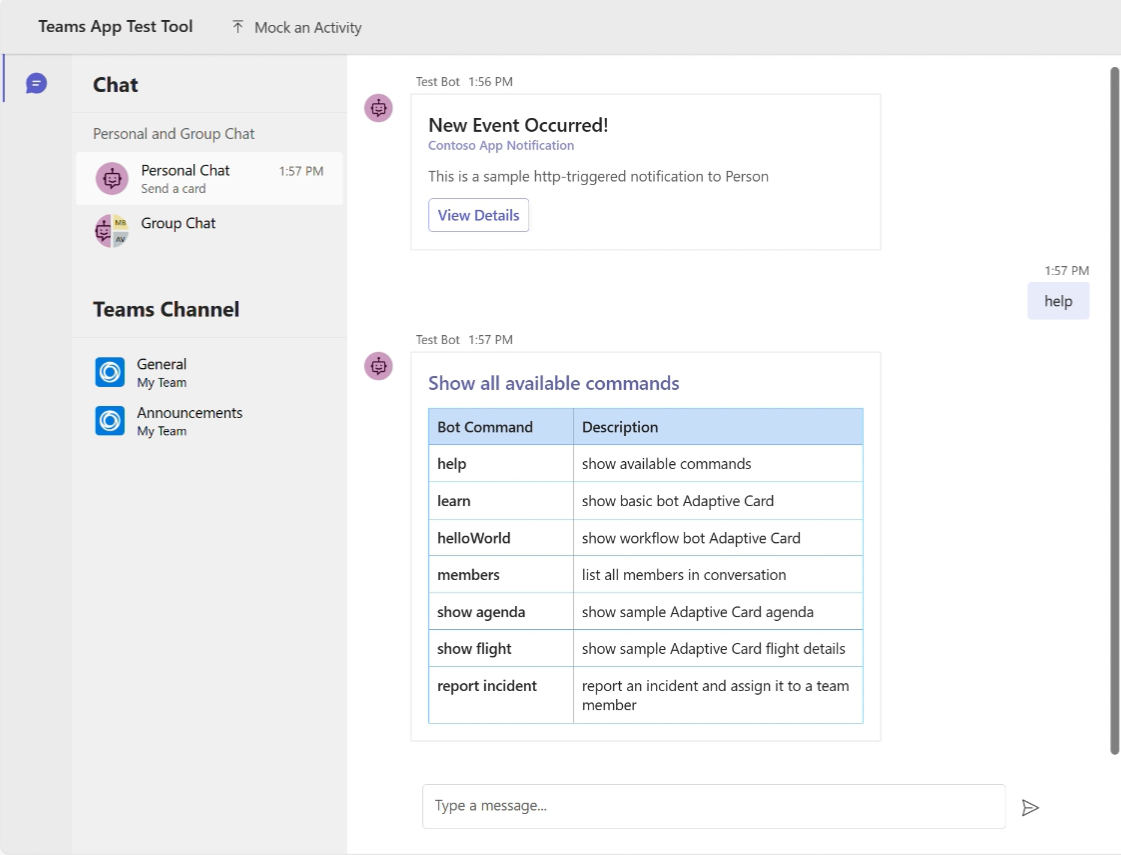 Teams App Test Tool
Mock an Activity
Chat
Personal and Group Chat
Personal Chat 1:57 PM
Send a card
MB
AV
Group Chat
Teams Channel
General
My Team
Announcements
My Team
Test Bot 1:56 PM
New Event Occurred!
Contoso App Notification
This is a sample http-triggered notification to Person
View Details
1:57 PM
help
Test Bot 1:57 PM
Show all available commands
Bot Command Description
help show available commands
learn show basic bot Adaptive Card
helloWorld show workflow bot Adaptive Card
members list all members in conversation
show agenda show sample Adaptive Card agenda
show flight show sample Adaptive Card flight details
report incident report an incident and assign it to a team
member
Type a message...